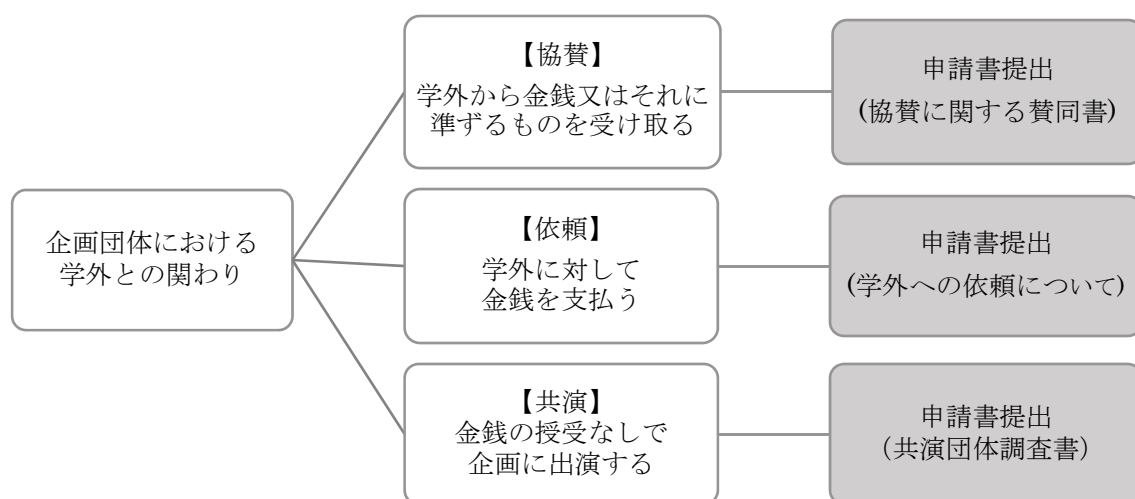 企画団体における
学外との関わり
【協賛】
学外から金銭又はそれに
準ずるものを受け取る
申請書提出
(協賛に関する賛同書)
【依頼】
学外に対して
金銭を支払う
申請書提出
(学外への依頼について)
【共演】
金銭の授受なしで
企画に出演する
申請書提出
（共演団体調査書）